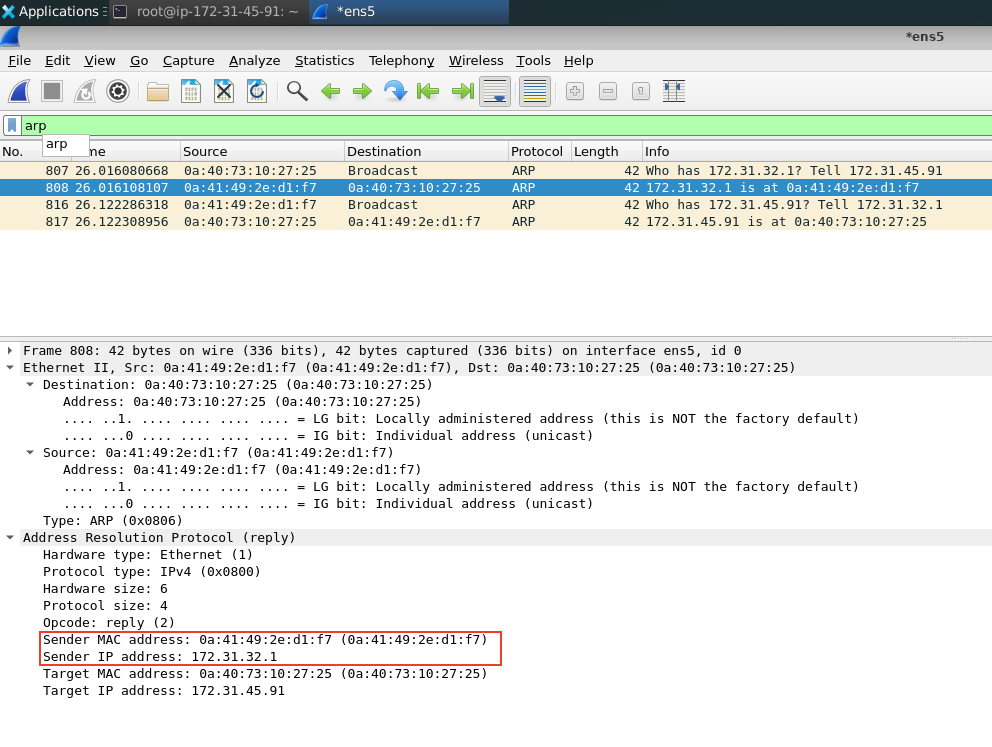 Applications root@ip-172-31-45-91: ~ *ens5
*ens5
File Edit View Go Capture Analyze Statistics Telephony Wireless Tools Help
arp
arp
No. me Source Destination Protocol Length Info
807 26.016080668 0a:40:73:10:27:25 Broadcast ARP 42 Who has 172.31.32.1? Tell 172.31.45.91
808 26.016108107 0a:41:49:2e:d1:f7 0a:40:73:10:27:25 ARP 42 172.31.32.1 is at 0a:41:49:2e:d1:f7
816 26.122286318 0a:41:49:2e:d1:f7 Broadcast ARP 42 Who has 172.31.45.91? Tell 172.31.32.1
817 26.122308956 0a:40:73:10:27:25 0a:41:49:2e:d1:f7 ARP 42 172.31.45.91 is at 0a:40:73:10:27:25
Frame 808: 42 bytes on wire (336 bits), 42 bytes captured (336 bits) on interface ens5, id 0
Ethernet II, Src: 0a:41:49:2e:d1:f7 (0a:41:49:2e:d1:f7), Dst: 0a:40:73:10:27:25 (0a:40:73:10:27:25)
Destination: 0a:40:73:10:27:25 (0a:40:73:10:27:25)
Address: 0a:40:73:10:27:25 (0a:40:73:10:27:25)
.... ..1. .... .... .... .... = LG bit: Locally administered address (this is NOT the factory default)
.... ...0 .... .... .... .... = IG bit: Individual address (unicast)
Source: 0a:41:49:2e:d1:f7 (0a:41:49:2e:d1:f7)
Address: 0a:41:49:2e:d1:f7 (0a:41:49:2e:d1:f7)
.... ..1. .... .... .... .... = LG bit: Locally administered address (this is NOT the factory default)
.... ...0 .... .... .... .... = IG bit: Individual address (unicast)
Type: ARP (0x0806)
Address Resolution Protocol (reply)
Hardware type: Ethernet (1)
Protocol type: IPv4 (0x0800)
Hardware size: 6
Protocol size: 4
Opcode: reply (2)
Sender MAC address: 0a:41:49:2e:d1:f7 (0a:41:49:2e:d1:f7)
Sender IP address: 172.31.32.1
Target MAC address: 0a:40:73:10:27:25 (0a:40:73:10:27:25)
Target IP address: 172.31.45.91